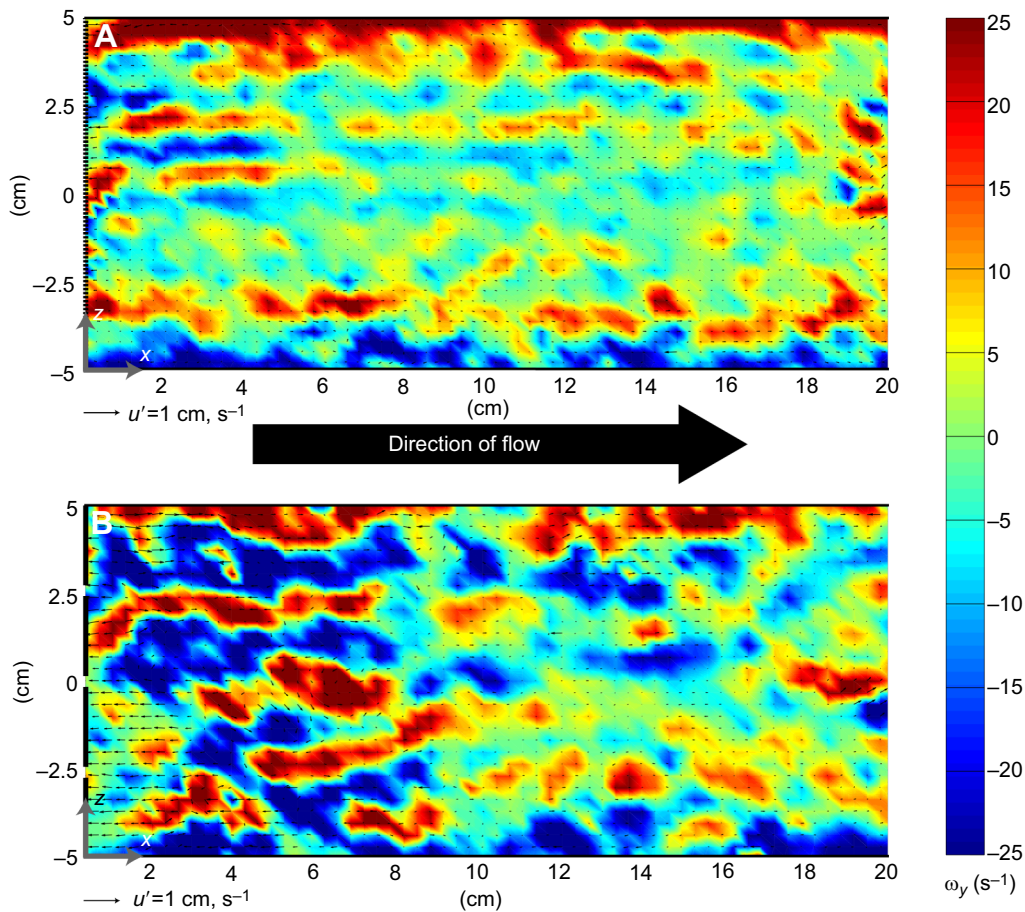 A
5
2.5
0
–2.5
–5
(cm)
z
x
2 4 6 8 10 12 14 16 18 20
(cm)
u′=1 cm, s–1
Direction of flow
B
5
2.5
0
–2.5
–5
(cm)
z
x
2 4 6 8 10 12 14 16 18 20
(cm)
u′=1 cm, s–1
25
20
15
10
5
0
–5
–10
–15
–20
–25
ωy (s–1)